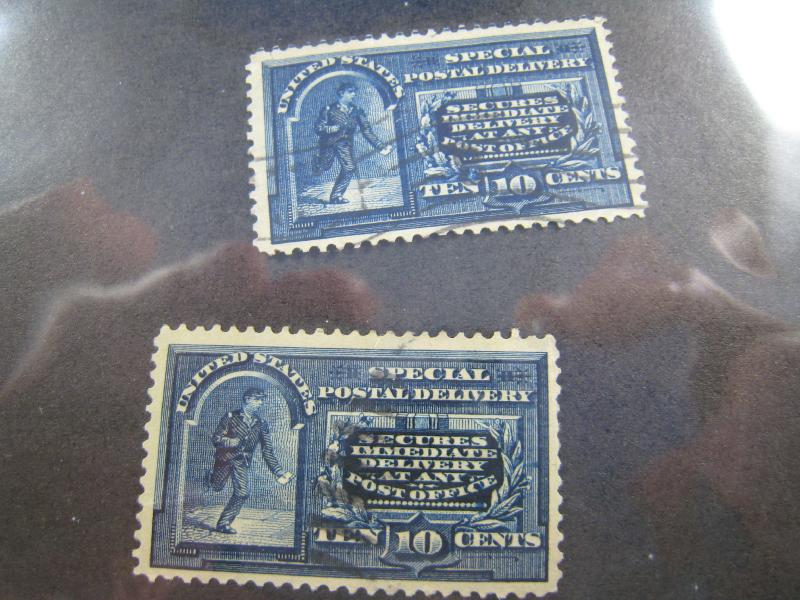 UNITED STATES
SPECIAL
POSTAL DELIVERY
SECURES
IMMEDIATE
DELIVERY
AT ANY
POST OFFICE
TEN 10 CENTS
UNITED STATES
SPECIAL
POSTAL DELIVERY
SECURES
IMMEDIATE
DELIVERY
AT ANY
POST OFFICE
TEN 10 CENTS